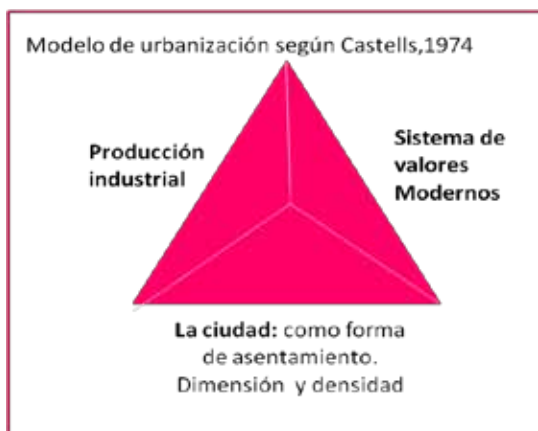 Modelo de urbanización según Castells,1974
Producción
industrial
Sistema de
valores
Modernos
La ciudad: como forma
de asentamiento.
Dimensión y densidad